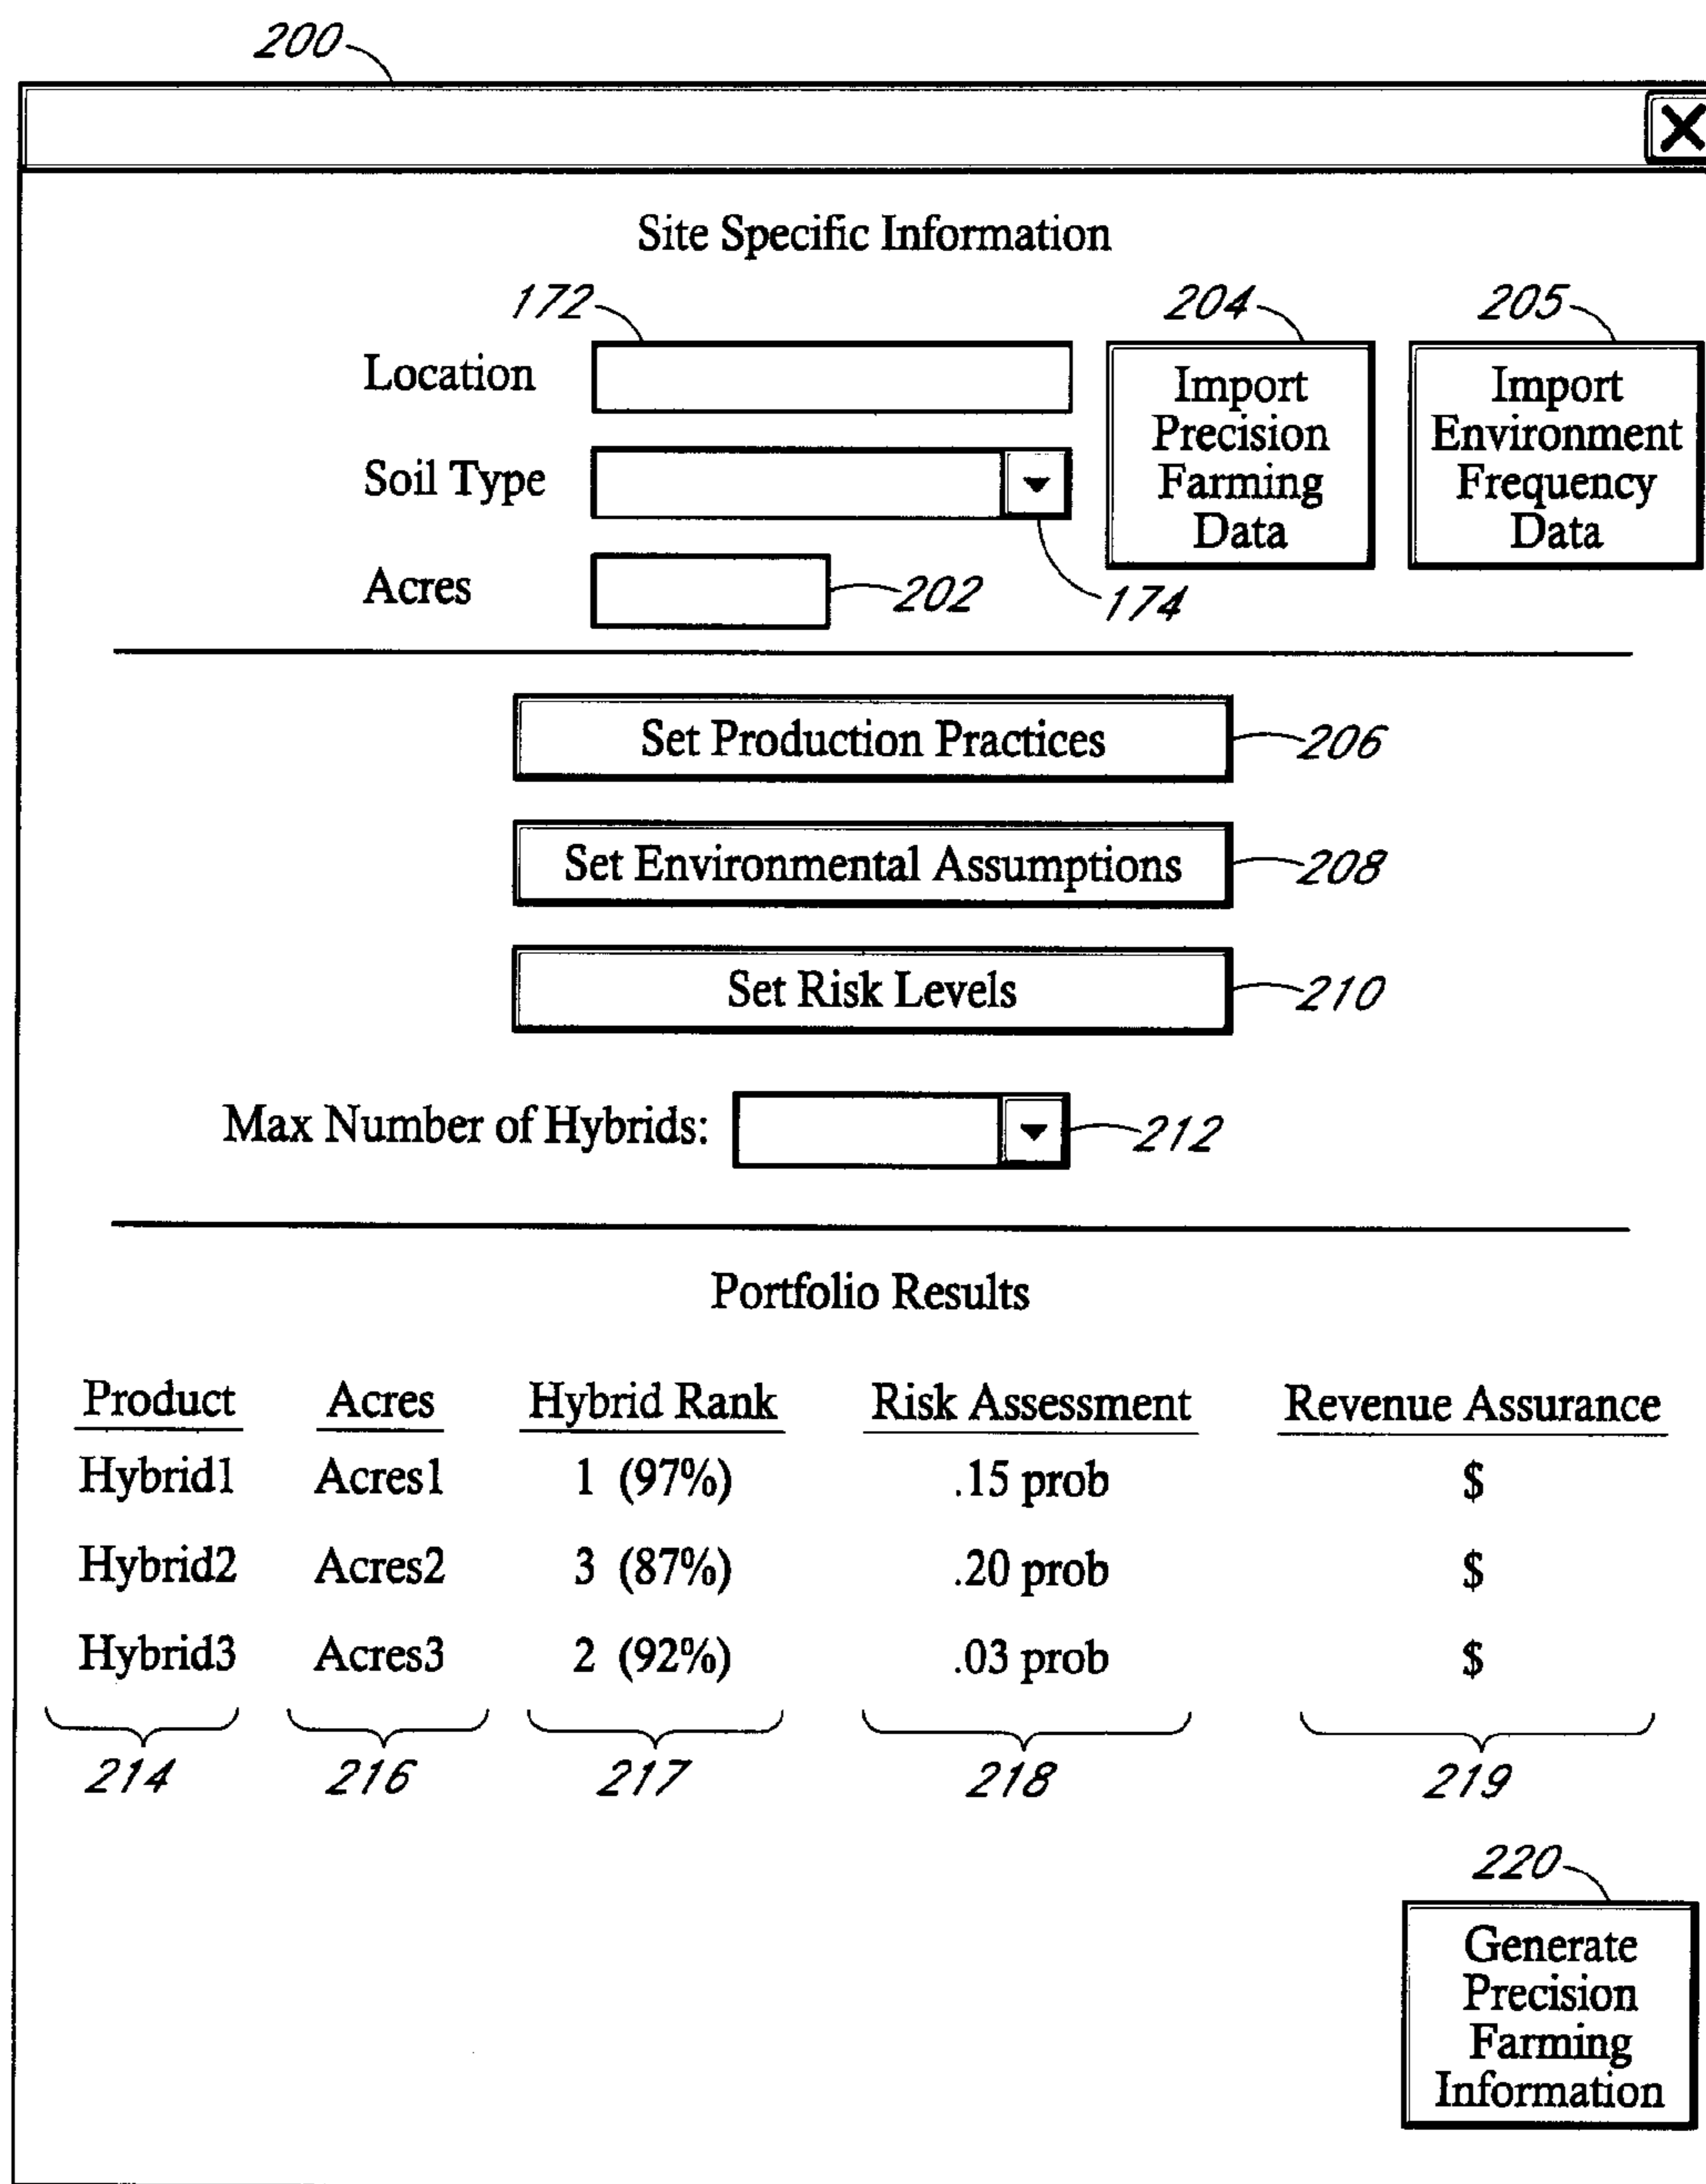 200
X
Site Specific Information
172
204
205
Location
Import
Precision
Farming
Data
Import
Environment
Frequency
Data
Soil Type
174
Acres
202
Set Production Practices
206
Set Environmental Assumptions
208
Set Risk Levels
210
Max Number of Hybrids:
212
Portfolio Results
Product Acres Hybrid Rank Risk Assessment Revenue Assurance
Hybrid1 Acres1 1 (97%) .15 prob $
Hybrid2 Acres2 3 (87%) .20 prob $
Hybrid3 Acres3 2 (92%) .03 prob $
214 216 217 218 219
220
Generate
Precision
Farming
Information